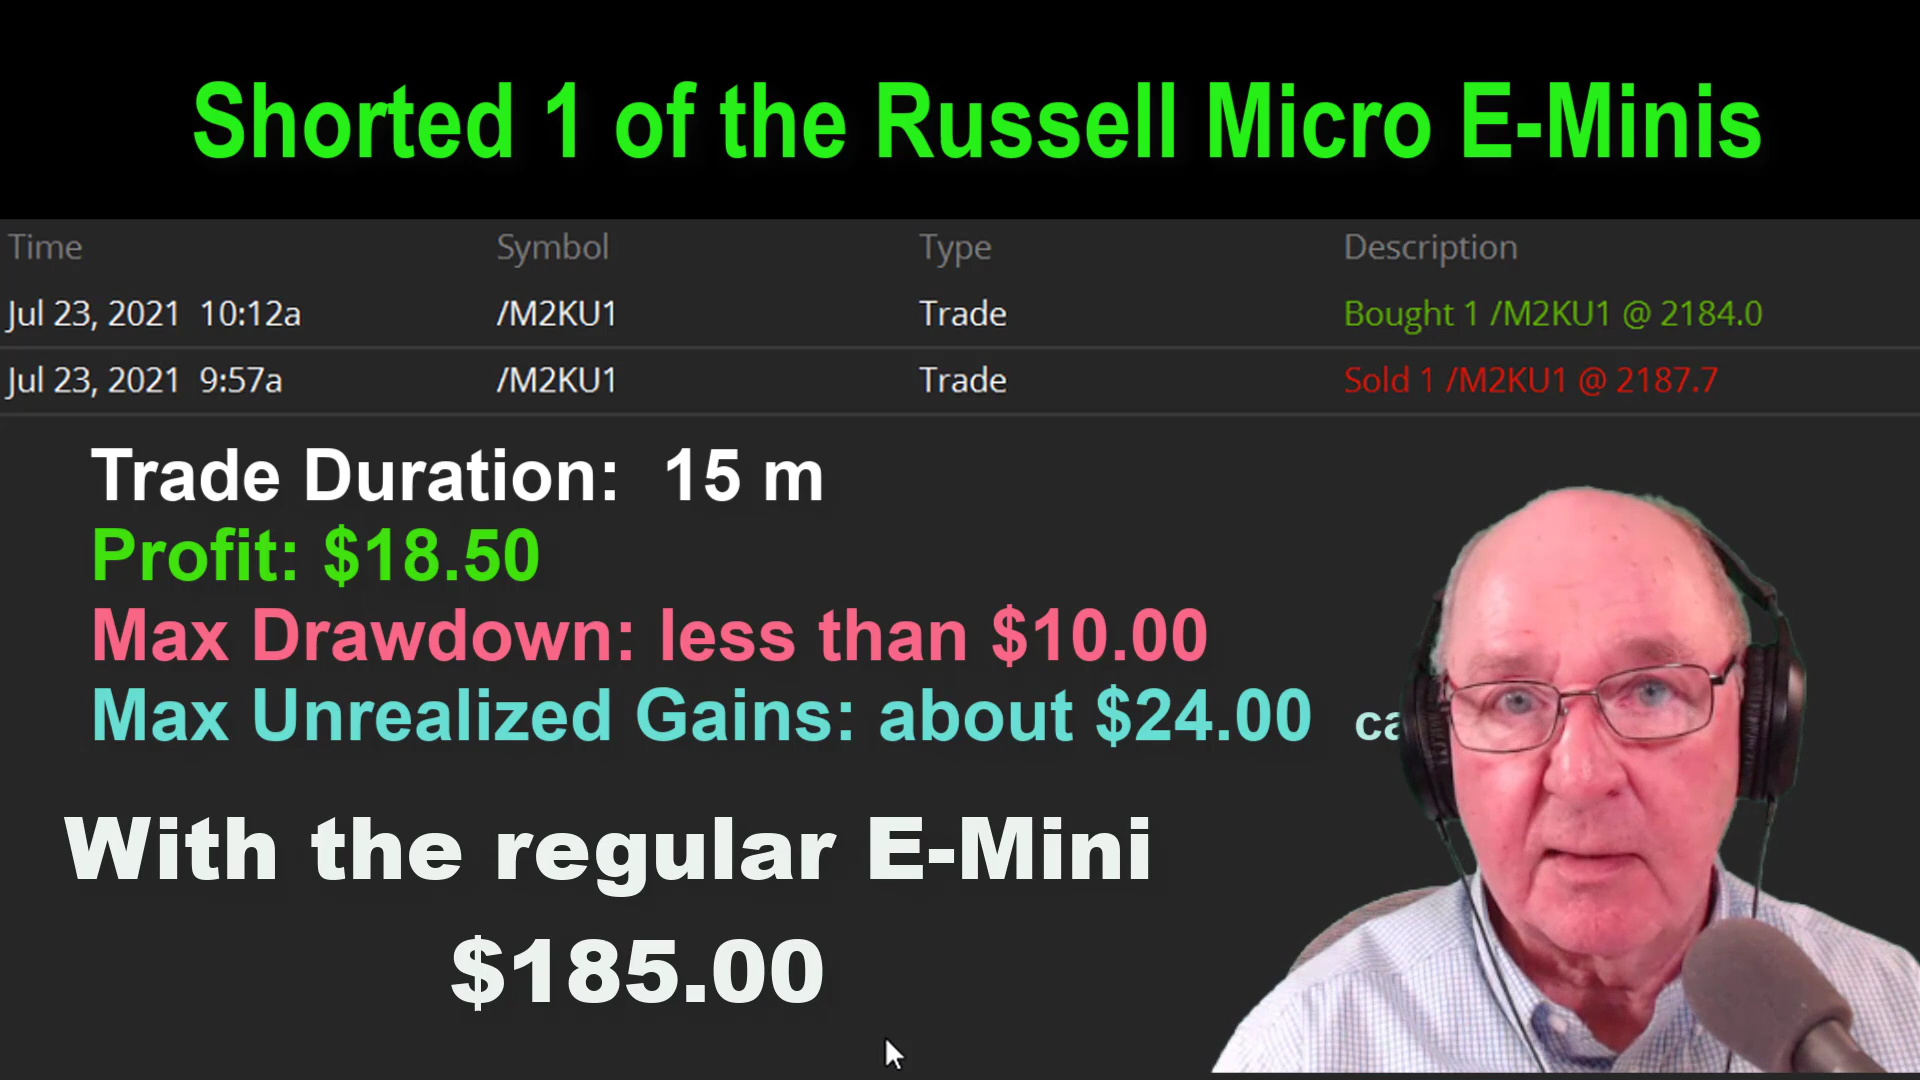 Shorted 1 of the Russell Micro E-Minis
Time Symbol Type Description
Jul 23, 2021 10:12a /M2KU1 Trade Bought 1 /M2KU1 @ 2184.0
Jul 23, 2021 9:57a /M2KU1 Trade Sold 1 /M2KU1 @ 2187.7
Trade Duration: 15 m
Profit: $18.50
Max Drawdown: less than $10.00
Max Unrealized Gains: about $24.00
With the regular E-Mini
$185.00